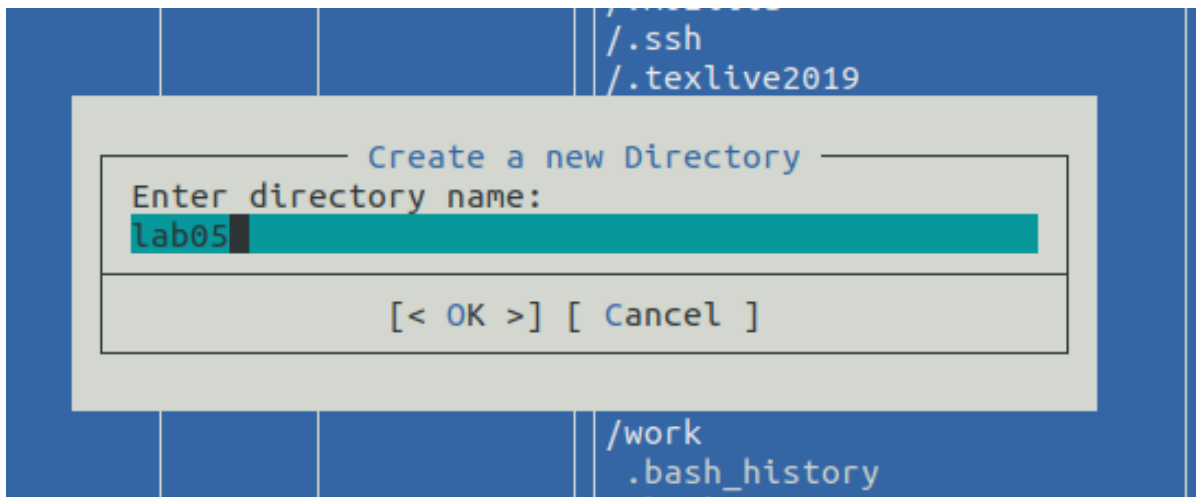 /.ssh
/.texlive2019
Create a new Directory
Enter directory name:
lab05
[< OK >] [ Cancel ]
/work
.bash_history